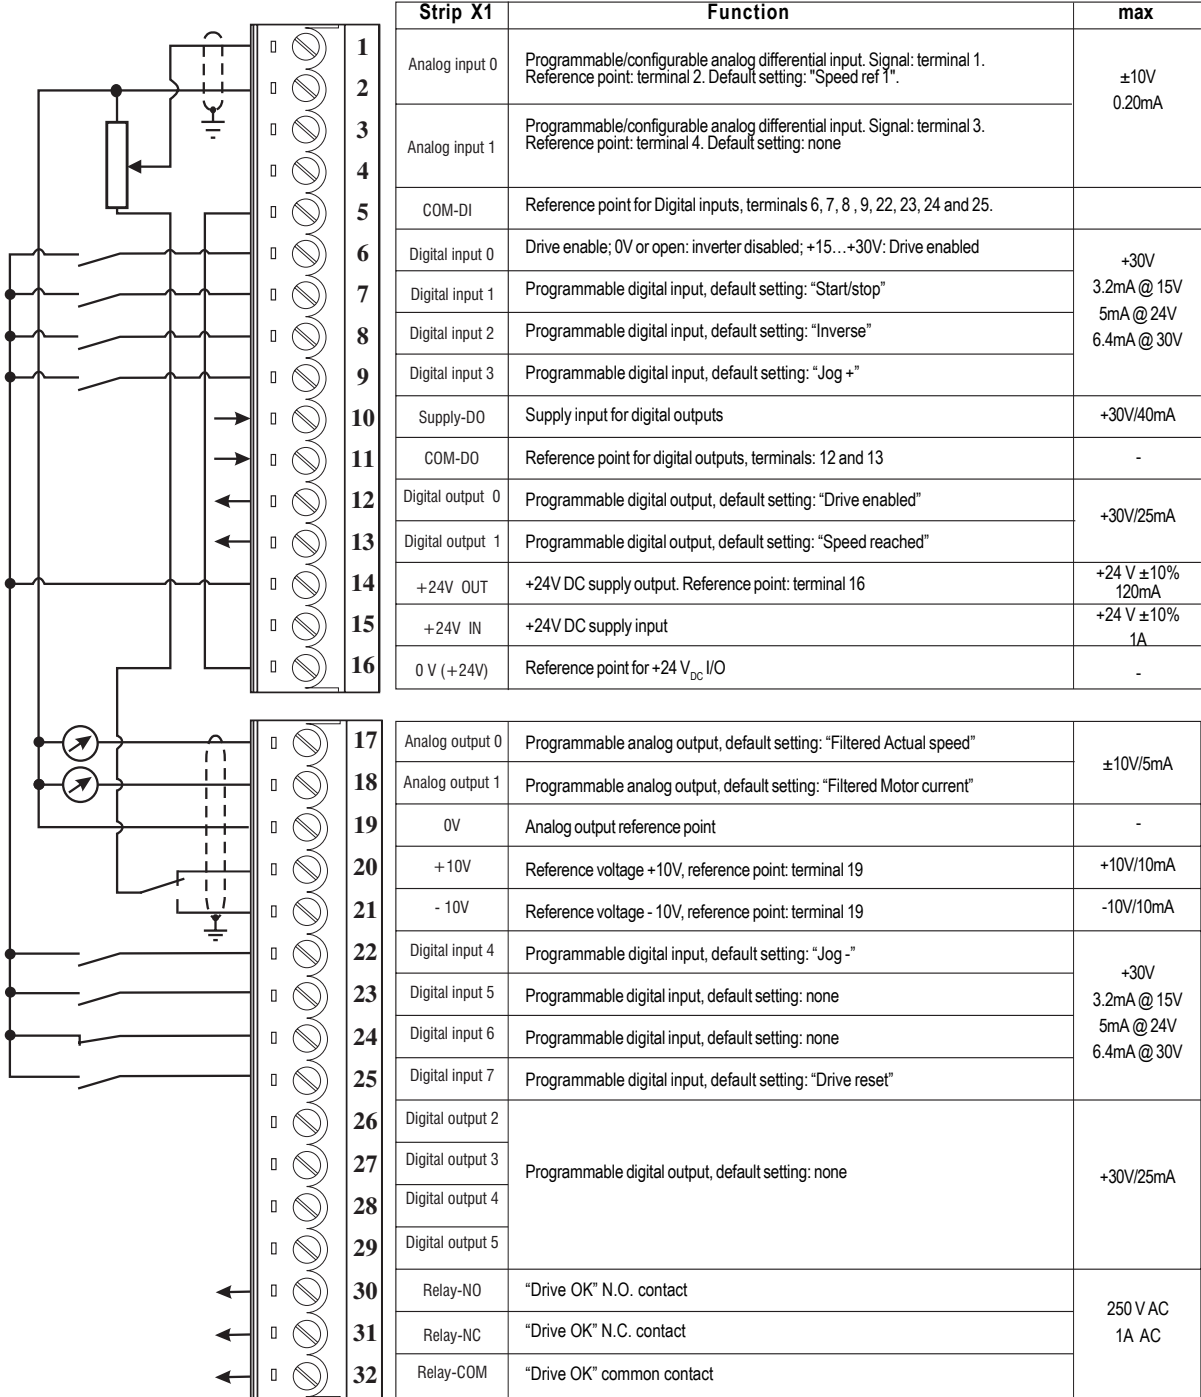 Strip X1 Function max
1
2
Analog input 0 Programmable/configurable analog differential input. Signal: terminal 1.
Reference point: terminal 2. Default setting: "Speed ref 1".
±10V
0.20mA
3
4
Analog input 1 Programmable/configurable analog differential input. Signal: terminal 3.
Reference point: terminal 4. Default setting: none
5 COM-DI Reference point for Digital inputs, terminals 6, 7, 8 , 9, 22, 23, 24 and 25.
6 Digital input 0 Drive enable; 0V or open: inverter disabled; +15…+30V: Drive enabled
7 Digital input 1 Programmable digital input, default setting: “Start/stop”
8 Digital input 2 Programmable digital input, default setting: “Inverse”
9 Digital input 3 Programmable digital input, default setting: “Jog +”
+30V
3.2mA @ 15V
5mA @ 24V
6.4mA @ 30V
10 Supply-DO Supply input for digital outputs +30V/40mA
11 COM-DO Reference point for digital outputs, terminals: 12 and 13 -
12 Digital output 0 Programmable digital output, default setting: “Drive enabled”
13 Digital output 1 Programmable digital output, default setting: “Speed reached”
+30V/25mA
14 +24V OUT +24V DC supply output. Reference point: terminal 16 +24 V ±10%
120mA
15 +24V IN +24V DC supply input +24 V ±10%
1A
16 0 V (+24V) Reference point for +24 VDC I/O -
17 Analog output 0 Programmable analog output, default setting: “Filtered Actual speed”
18 Analog output 1 Programmable analog output, default setting: “Filtered Motor current”
±10V/5mA
19 0V Analog output reference point -
20 +10V Reference voltage +10V, reference point: terminal 19 +10V/10mA
21 - 10V Reference voltage - 10V, reference point: terminal 19 -10V/10mA
22 Digital input 4 Programmable digital input, default setting: “Jog -”
23 Digital input 5 Programmable digital input, default setting: none
24 Digital input 6 Programmable digital input, default setting: none
25 Digital input 7 Programmable digital input, default setting: “Drive reset”
+30V
3.2mA @ 15V
5mA @ 24V
6.4mA @ 30V
26 Digital output 2
27 Digital output 3
28 Digital output 4
29 Digital output 5
Programmable digital output, default setting: none +30V/25mA
30 Relay-NO “Drive OK” N.O. contact
31 Relay-NC “Drive OK” N.C. contact
32 Relay-COM “Drive OK” common contact
250 V AC
1A AC